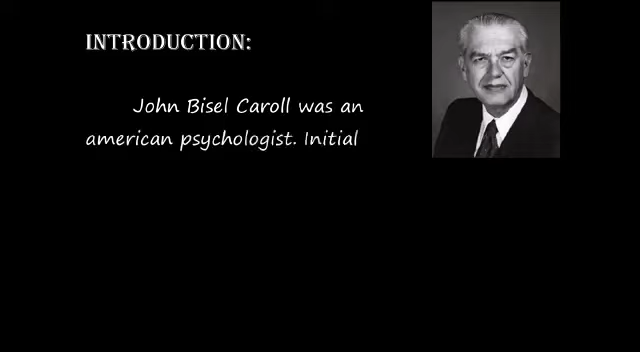 INTRODUCTION:
John Bisel Caroll was an
american psychologist. Initial